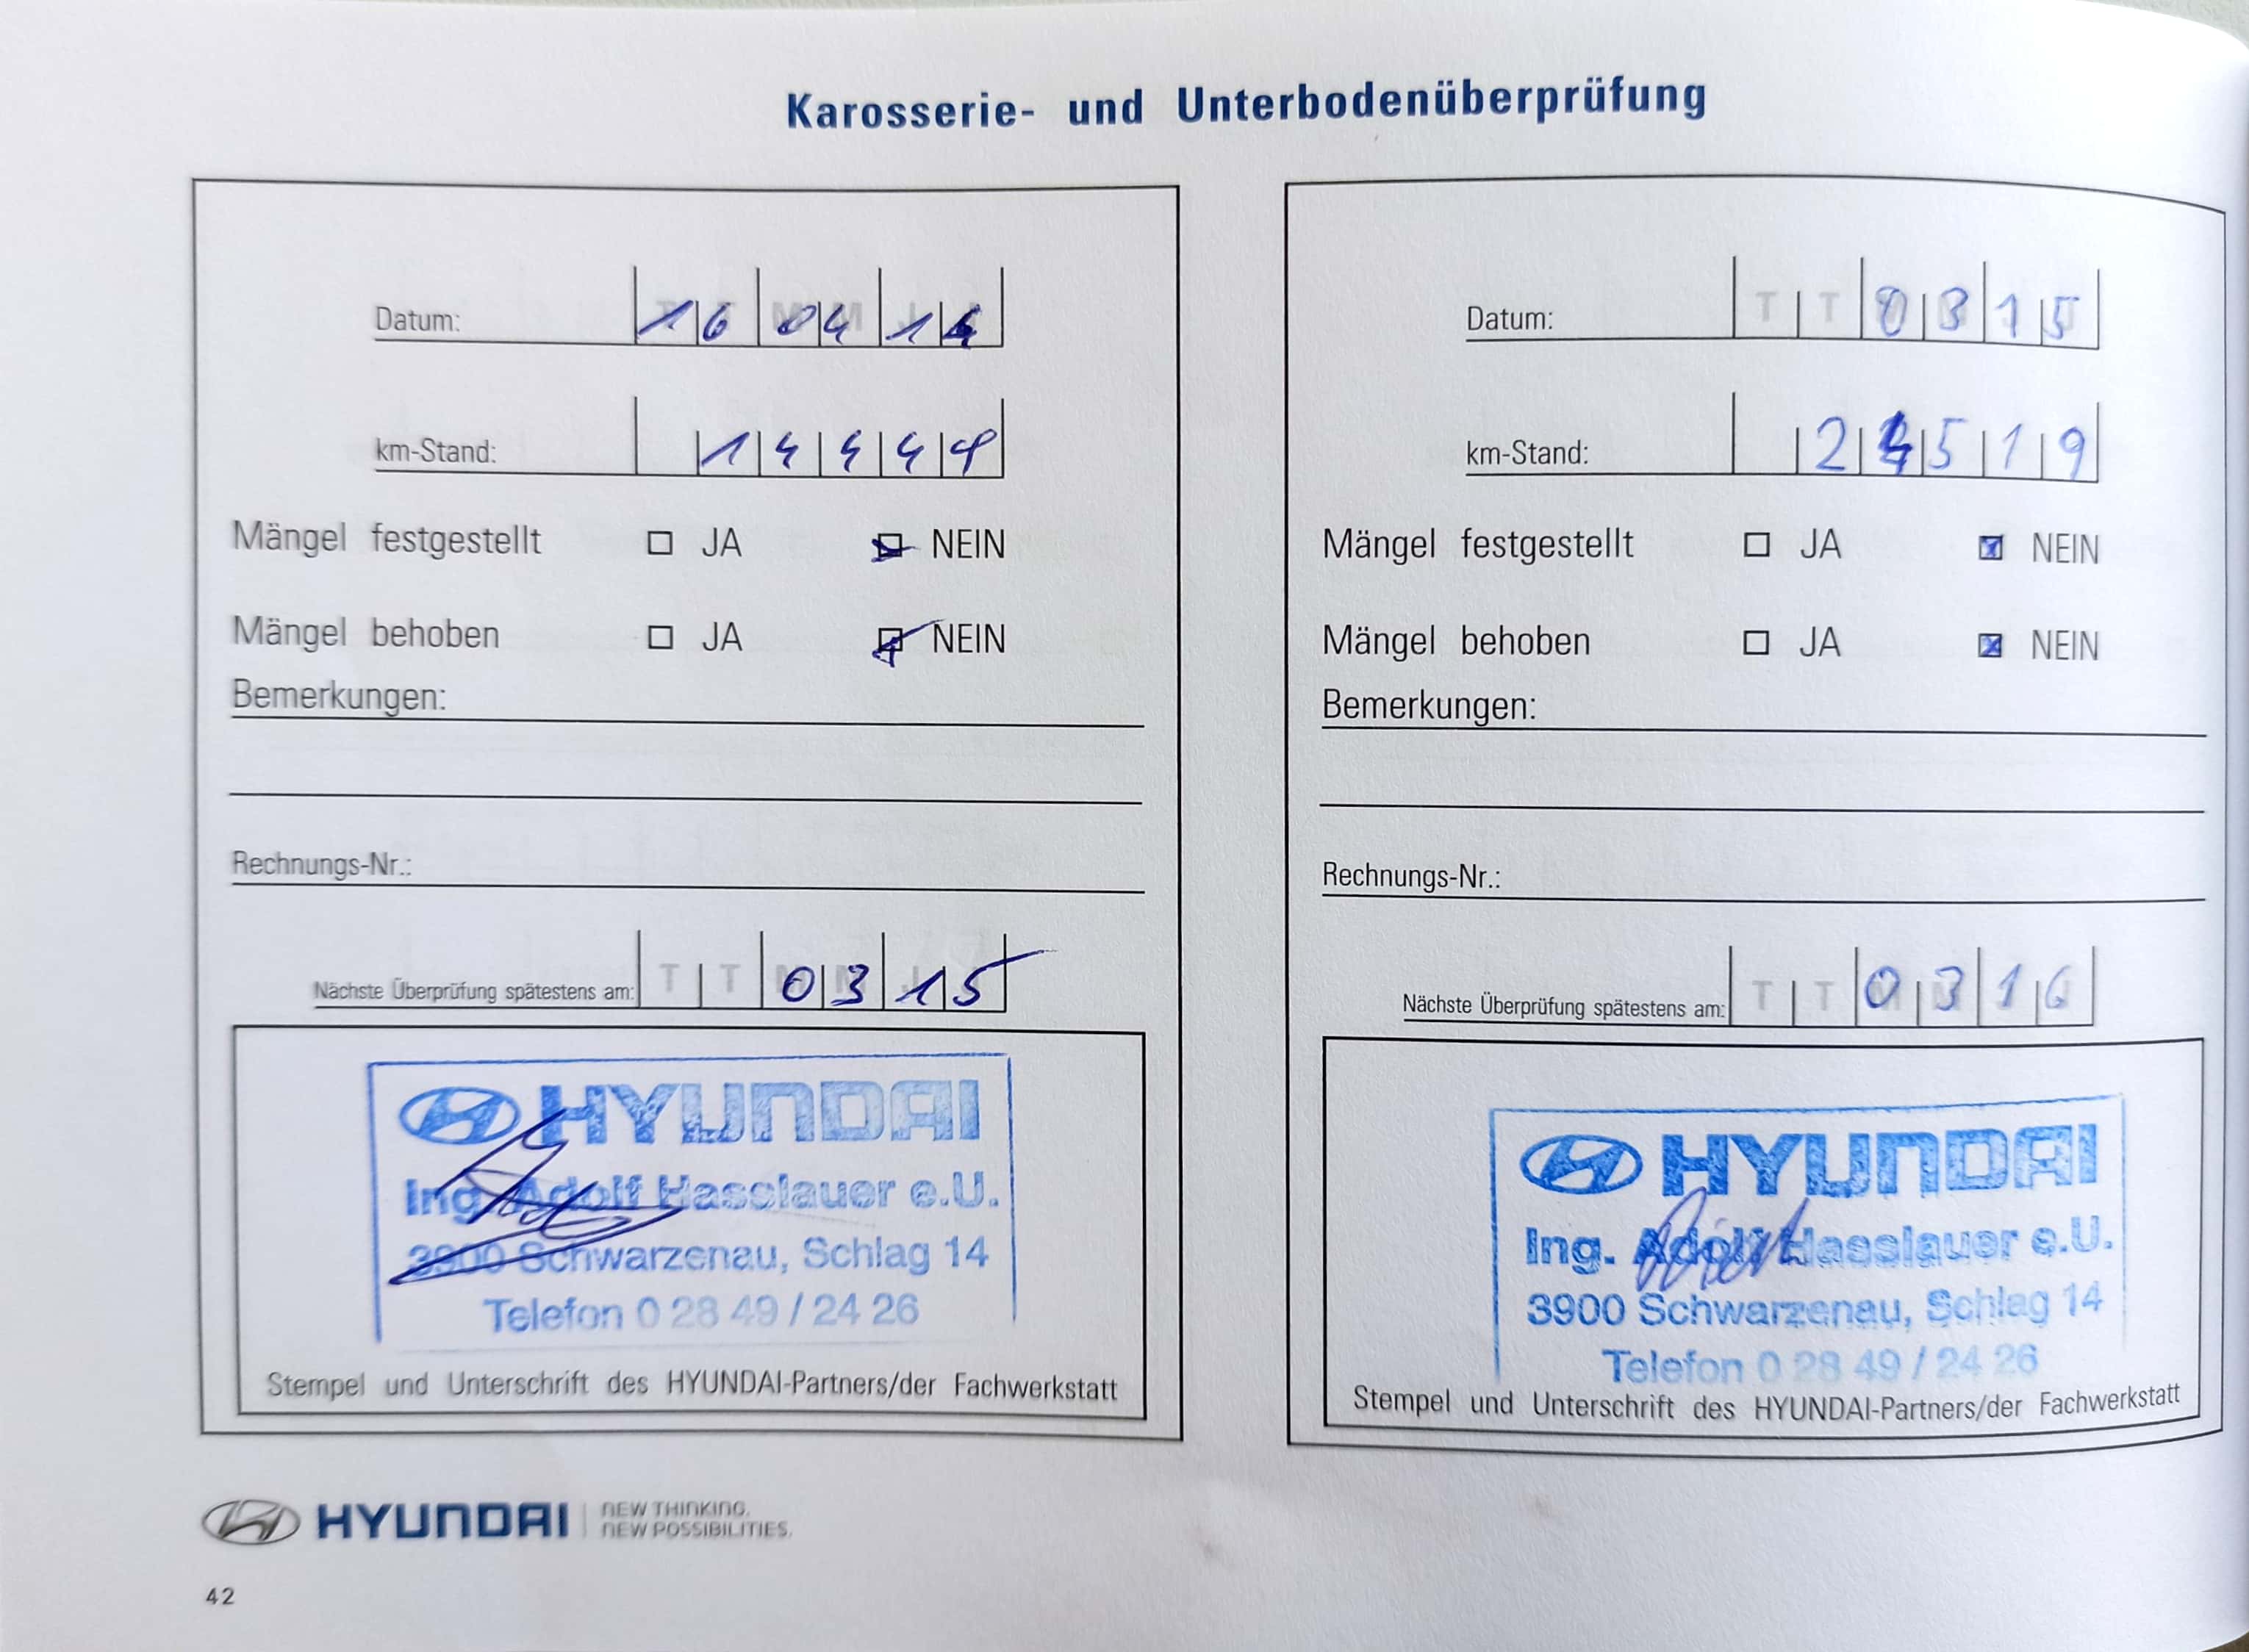 Karosserie- und Unterbodenüberprüfung
Datum: 16 04 14
km-Stand: 14444
Mängel festgestellt JA NEIN
Mängel behoben JA NEIN
Bemerkungen:
Rechnungs-Nr.:
Nächste Überprüfung spätestens am: T T 03 15
HYUNDAI
Ing. Adolf Hasslauer e.U.
3900 Schwarzenau, Schlag 14
Telefon 0 28 49 / 24 26
Stempel und Unterschrift des HYUNDAI-Partners/der Fachwerkstatt
Datum: T T 03 15
km-Stand: 24519
Mängel festgestellt JA NEIN
Mängel behoben JA NEIN
Bemerkungen:
Rechnungs-Nr.:
Nächste Überprüfung spätestens am: T T 03 16
HYUNDAI
Ing. Adolf Hasslauer e.U.
3900 Schwarzenau, Schlag 14
Telefon 0 28 49 / 24 26
Stempel und Unterschrift des HYUNDAI-Partners/der Fachwerkstatt
HYUNDAI
NEW THINKING.
NEW POSSIBILITIES.
42